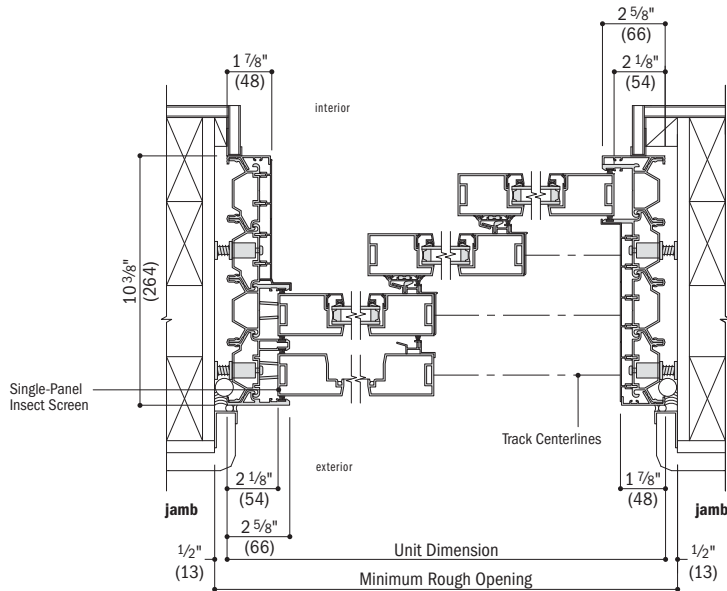 2 5/8"
(66)
1 7/8"
(48)
2 1/8"
(54)
interior
10 3/8"
(264)
Single-Panel
Insect Screen
Track Centerlines
exterior
2 1/8"
(54)
1 7/8"
(48)
jamb
jamb
2 5/8"
(66)
1/2"
(13)
Unit Dimension
1/2"
(13)
Minimum Rough Opening